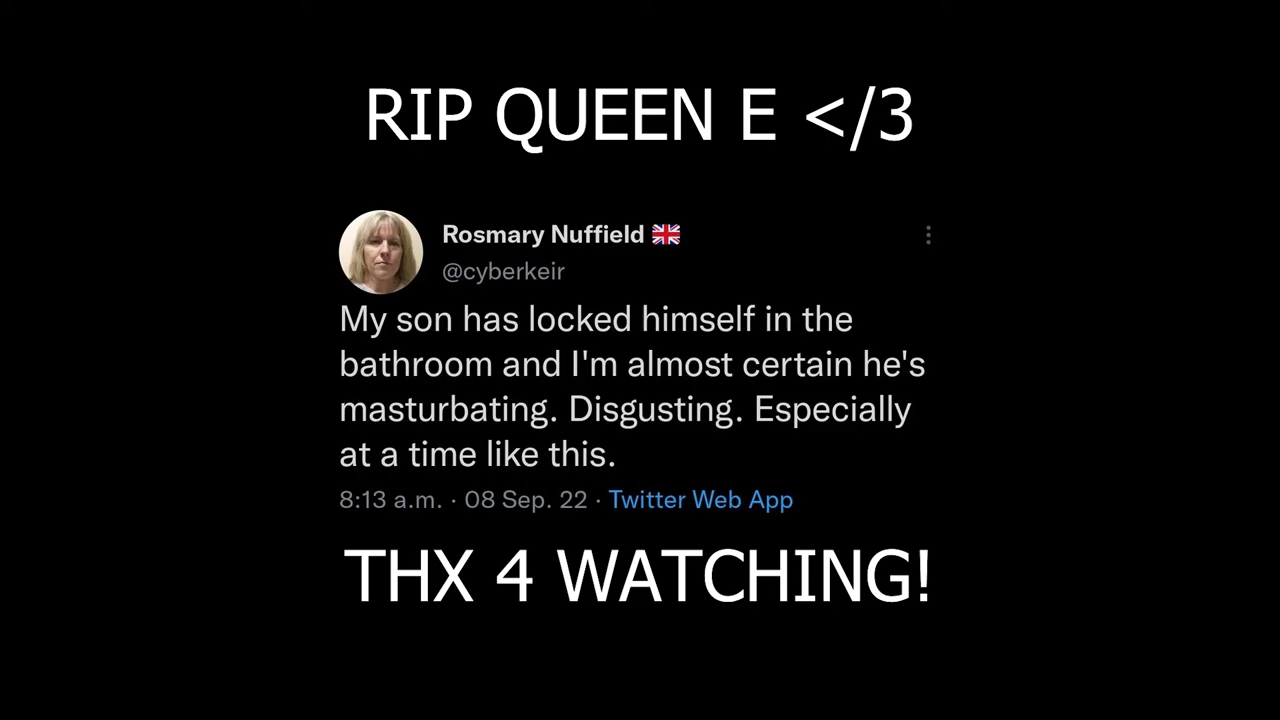 RIP QUEEN E </3
Rosmary Nuffield 🇬🇧
@cyberkeir
My son has locked himself in the
bathroom and I'm almost certain he's
masturbating. Disgusting. Especially
at a time like this.
8:13 a.m. · 08 Sep. 22 · Twitter Web App
THX 4 WATCHING!